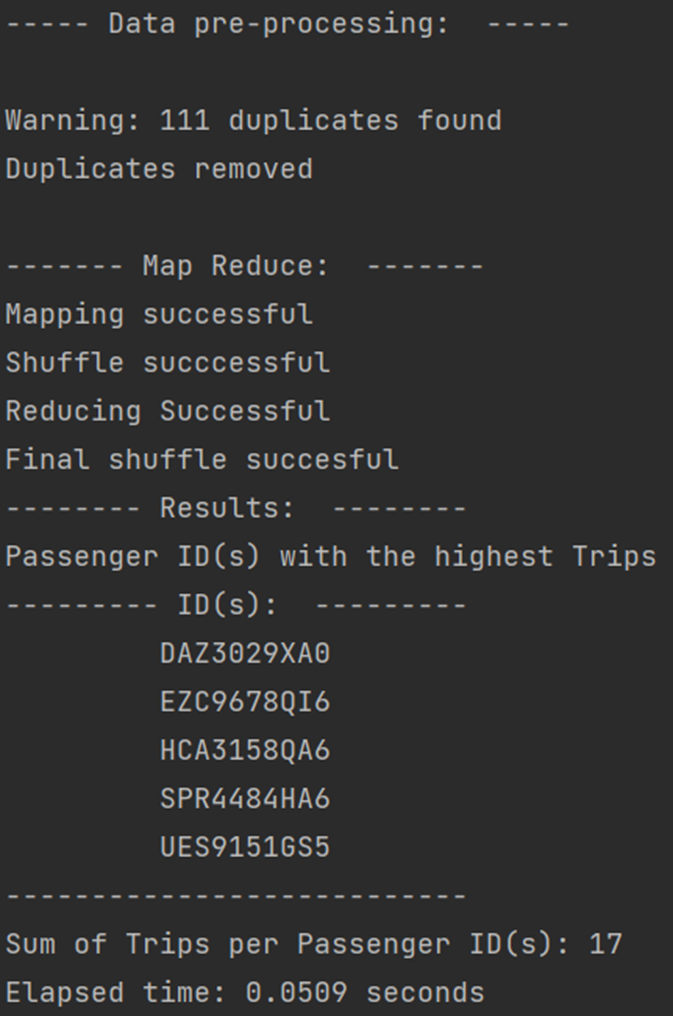 ----- Data pre-processing:  -----
Warning: 111 duplicates found
Duplicates removed
------- Map Reduce:  -------
Mapping successful
Shuffle succcessful
Reducing Successful
Final shuffle succesful
-------- Results:  --------
Passenger ID(s) with the highest Trips
--------- ID(s):  ---------
DAZ3029XA0
EZC9678QI6
HCA3158QA6
SPR4484HA6
UES9151GS5
---------------------------
Sum of Trips per Passenger ID(s): 17
Elapsed time: 0.0509 seconds